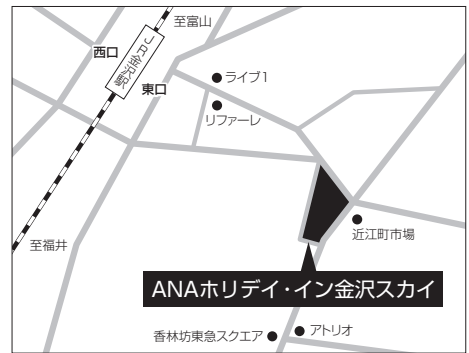 至富山
西口
JR金沢駅
東口
ライブ1
リファーレ
近江町市場
至福井
ANAホリデイ・イン金沢スカイ
香林坊東急スクエア
アトリオ